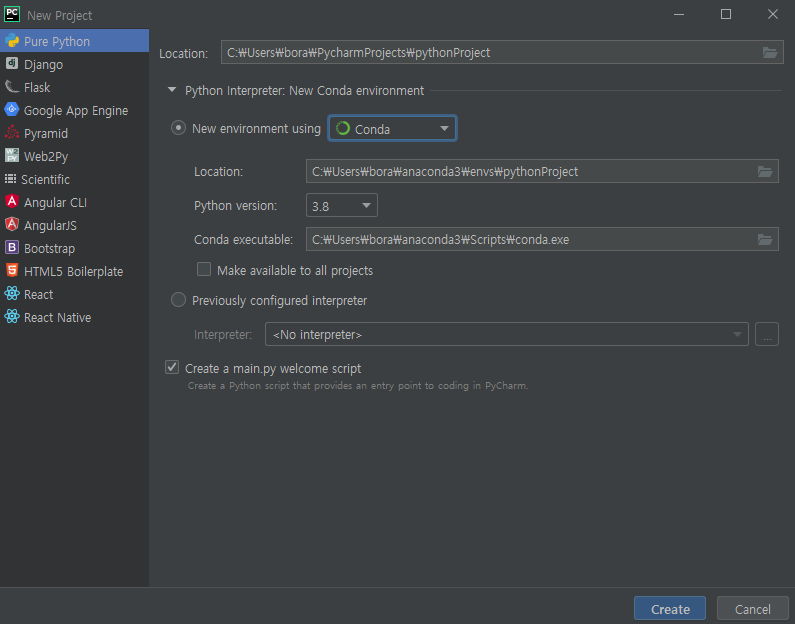 New Project
Pure Python
Django
Flask
Google App Engine
Pyramid
Web2Py
Scientific
Angular CLI
AngularJS
Bootstrap
HTML5 Boilerplate
React
React Native
Location: C:₩Users₩bora₩PycharmProjects₩pythonProject
Python Interpreter: New Conda environment
New environment using Conda
Location: C:₩Users₩bora₩anaconda3₩envs₩pythonProject
Python version: 3.8
Conda executable: C:₩Users₩bora₩anaconda3₩Scripts₩conda.exe
Make available to all projects
Previously configured interpreter
Interpreter: <No interpreter> ...
Create a main.py welcome script
Create a Python script that provides an entry point to coding in PyCharm.
Create Cancel